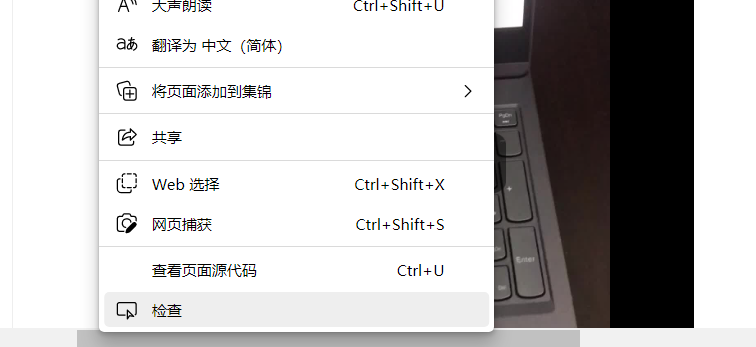 大声朗读 Ctrl+Shift+U
翻译为 中文（简体）
将页面添加到集锦
共享
Web 选择 Ctrl+Shift+X
网页捕获 Ctrl+Shift+S
查看页面源代码 Ctrl+U
检查
PgDn
+
Enter